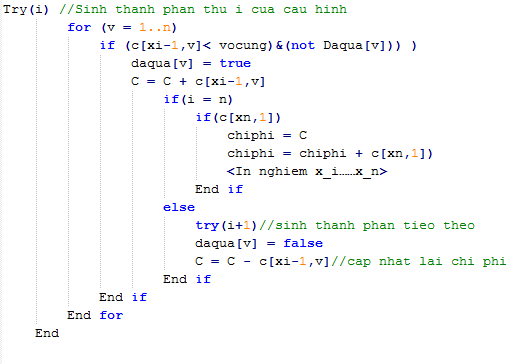 Try(i) //Sinh thanh phan thu i cua cau hinh
for (v = 1..n)
if (c[xi-1,v]< vocung)&(not Daqua[v])) )
daqua[v] = true
C = C + c[xi-1,v]
if(i = n)
if(c[xn,1])
chiphi = C
chiphi = chiphi + c[xn,1])
<In nghiem x_i……x_n>
End if
else
try(i+1)//sinh thanh phan tieo theo
daqua[v] = false
C = C - c[xi-1,v]//cap nhat lai chi phi
End if
End if
End for
End